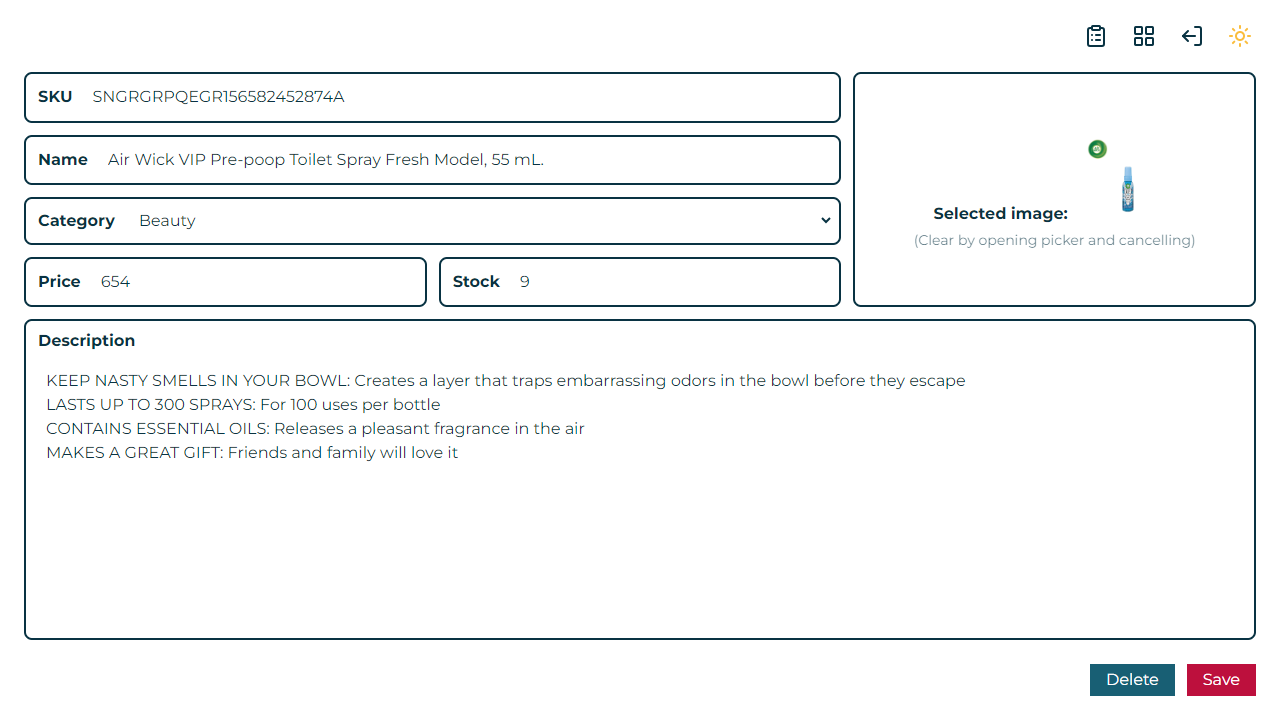 SKU SNGRGRPQEGR156582452874A
Name Air Wick VIP Pre-poop Toilet Spray Fresh Model, 55 mL.
Category Beauty
Price 654
Stock 9
Selected image:
(Clear by opening picker and cancelling)
Description
KEEP NASTY SMELLS IN YOUR BOWL: Creates a layer that traps embarrassing odors in the bowl before they escape
LASTS UP TO 300 SPRAYS: For 100 uses per bottle
CONTAINS ESSENTIAL OILS: Releases a pleasant fragrance in the air
MAKES A GREAT GIFT: Friends and family will love it
Delete
Save